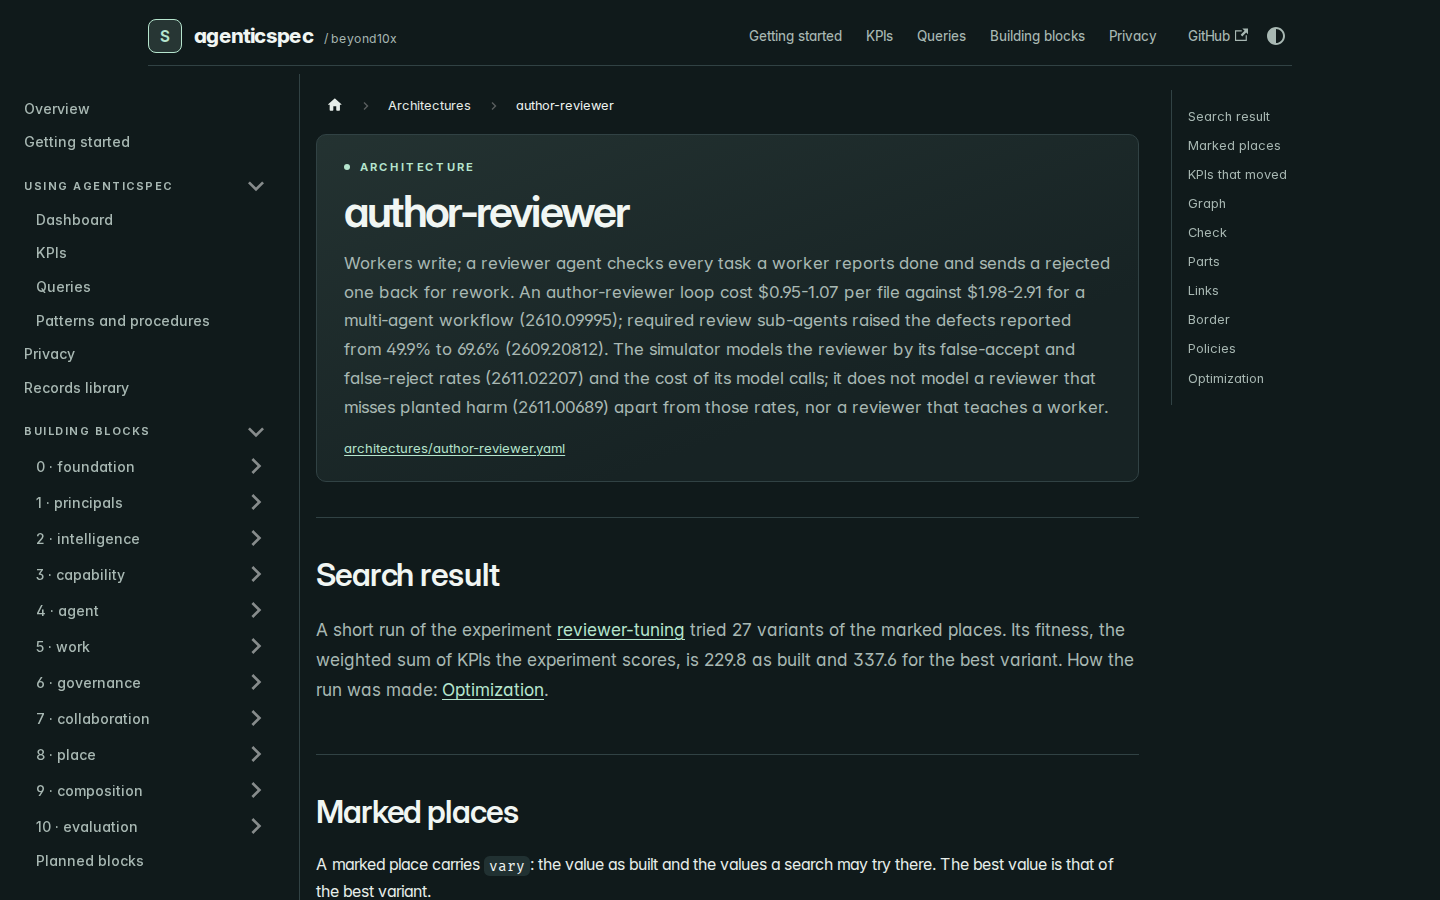 S agenticspec / beyond10x
Getting started KPIs Queries Building blocks Privacy GitHub
Overview
Getting started
USING AGENTICSPEC
Dashboard
KPIs
Queries
Patterns and procedures
Privacy
Records library
BUILDING BLOCKS
0 · foundation
1 · principals
2 · intelligence
3 · capability
4 · agent
5 · work
6 · governance
7 · collaboration
8 · place
9 · composition
10 · evaluation
Planned blocks
Architectures author-reviewer
ARCHITECTURE
author-reviewer
Workers write; a reviewer agent checks every task a worker reports done and sends a rejected
one back for rework. An author-reviewer loop cost $0.95-1.07 per file against $1.98-2.91 for a
multi-agent workflow (2610.09995); required review sub-agents raised the defects reported
from 49.9% to 69.6% (2609.20812). The simulator models the reviewer by its false-accept and
false-reject rates (2611.02207) and the cost of its model calls; it does not model a reviewer that
misses planted harm (2611.00689) apart from those rates, nor a reviewer that teaches a worker.
architectures/author-reviewer.yaml
Search result
A short run of the experiment reviewer-tuning tried 27 variants of the marked places. Its fitness, the
weighted sum of KPIs the experiment scores, is 229.8 as built and 337.6 for the best variant. How the
run was made: Optimization.
Marked places
A marked place carries vary: the value as built and the values a search may try there. The best value is that of
the best variant.
Search result
Marked places
KPIs that moved
Graph
Check
Parts
Links
Border
Policies
Optimization